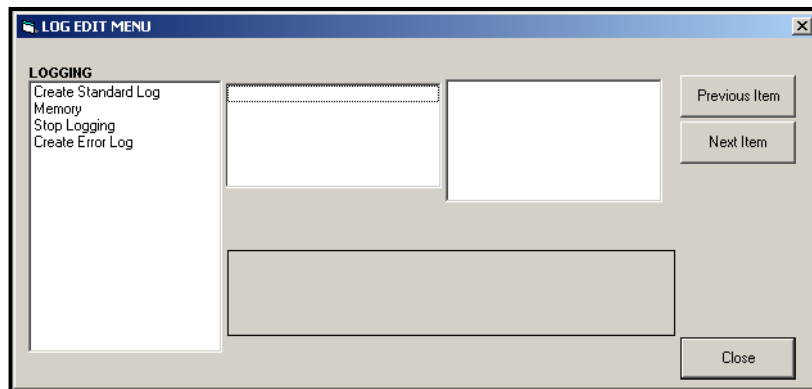 LOG EDIT MENU
LOGGING
Create Standard Log
Memory
Stop Logging
Create Error Log
Previous Item
Next Item
Close